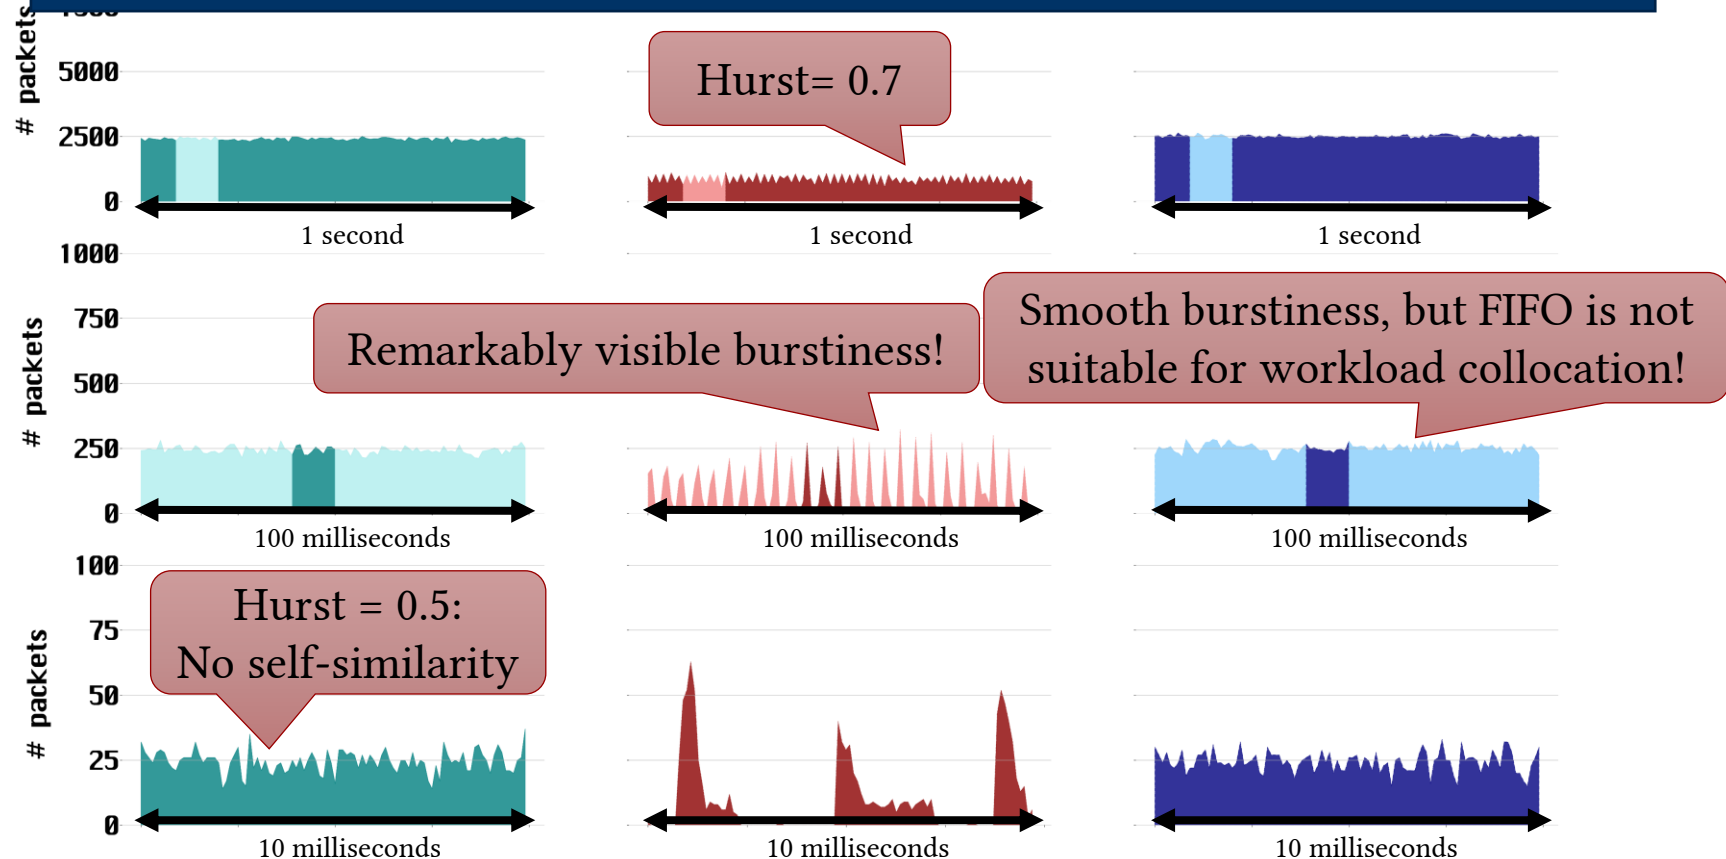 # packets
5000
2500
0
Hurst= 0.7
1 second
1 second
1 second
# packets
1000
750
500
250
0
Remarkably visible burstiness!
Smooth burstiness, but FIFO is not
suitable for workload collocation!
100 milliseconds
100 milliseconds
100 milliseconds
# packets
100
75
50
25
0
Hurst = 0.5:
No self-similarity
10 milliseconds
10 milliseconds
10 milliseconds